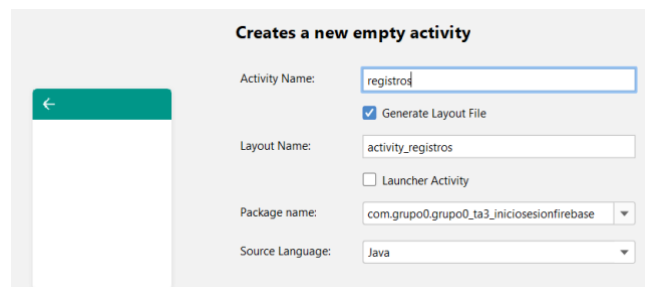 Creates a new empty activity
Activity Name:
registros
Generate Layout File
Layout Name:
activity_registros
Launcher Activity
Package name:
com.grupo0.grupo0_ta3_iniciosesionfirebase
Source Language:
Java